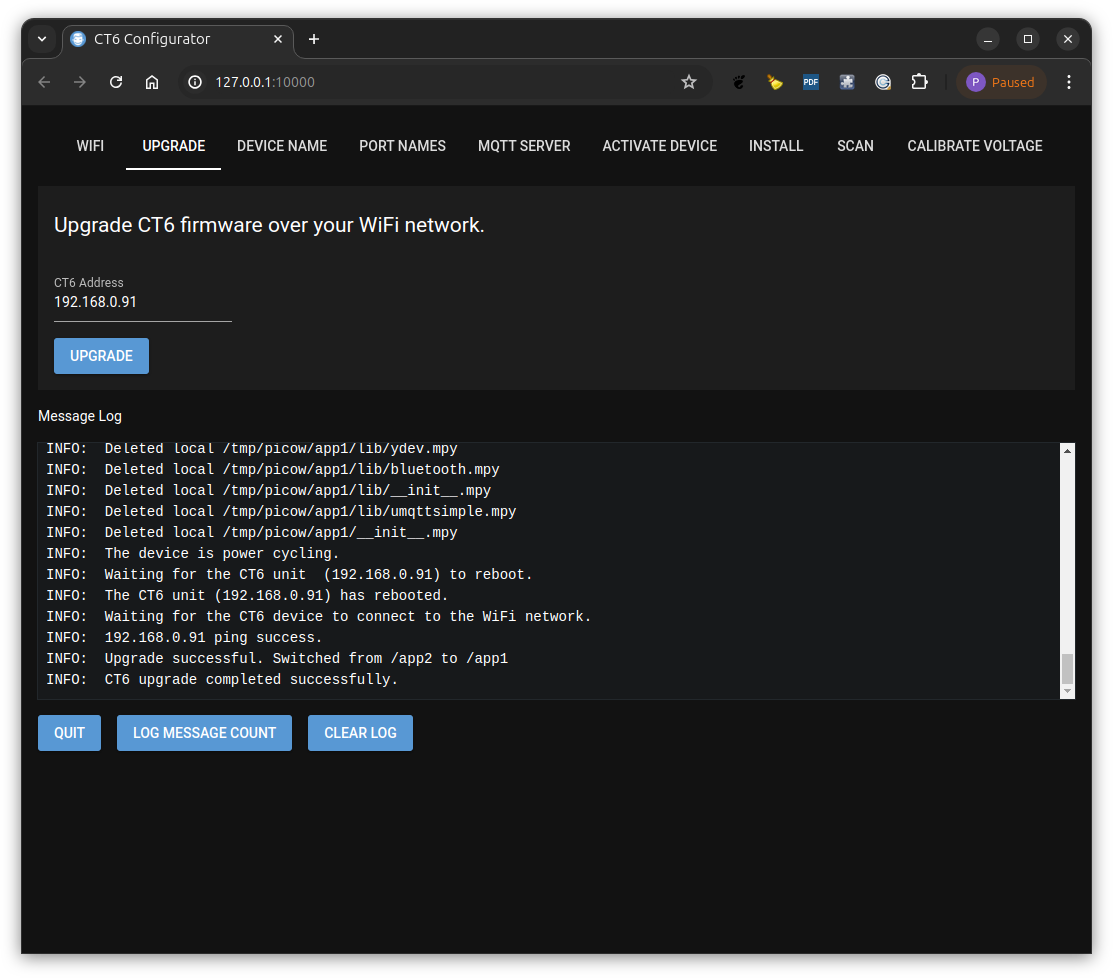 CT6 Configurator
127.0.0.1:10000
PDF
P Paused
WIFI UPGRADE DEVICE NAME PORT NAMES MQTT SERVER ACTIVATE DEVICE INSTALL SCAN CALIBRATE VOLTAGE
Upgrade CT6 firmware over your WiFi network.
CT6 Address
192.168.0.91
UPGRADE
Message Log
INFO:  Deleted local /tmp/picow/app1/lib/ydev.mpy
INFO:  Deleted local /tmp/picow/app1/lib/bluetooth.mpy
INFO:  Deleted local /tmp/picow/app1/lib/__init__.mpy
INFO:  Deleted local /tmp/picow/app1/lib/umqttsimple.mpy
INFO:  Deleted local /tmp/picow/app1/__init__.mpy
INFO:  The device is power cycling.
INFO:  Waiting for the CT6 unit  (192.168.0.91) to reboot.
INFO:  The CT6 unit (192.168.0.91) has rebooted.
INFO:  Waiting for the CT6 device to connect to the WiFi network.
INFO:  192.168.0.91 ping success.
INFO:  Upgrade successful. Switched from /app2 to /app1
INFO:  CT6 upgrade completed successfully.
QUIT LOG MESSAGE COUNT CLEAR LOG